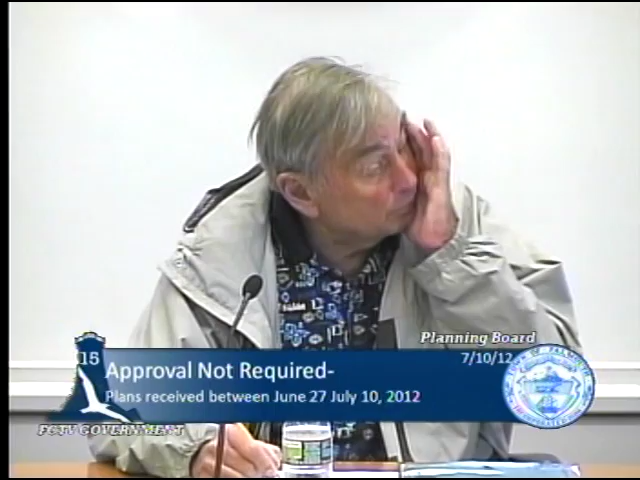 Planning Board
15
Approval Not Required-
7/10/12
Plans received between June 27 July 10, 2012
FCTV GOVERNMENT